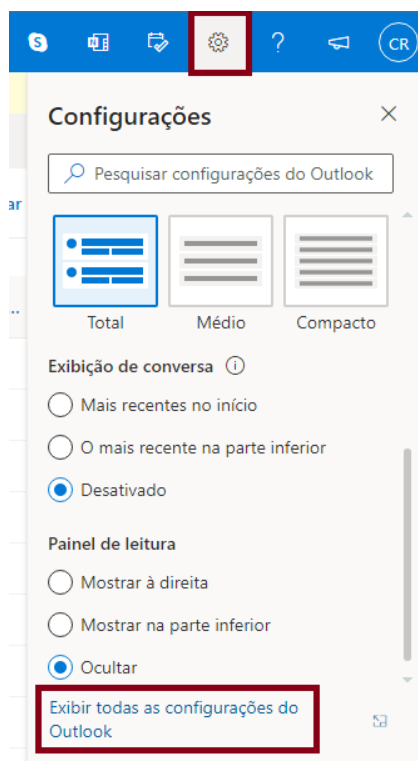 S
?
CR
Configurações
Pesquisar configurações do Outlook
ar
...
Total Médio Compacto
Exibição de conversa
Mais recentes no início
O mais recente na parte inferior
Desativado
Painel de leitura
Mostrar à direita
Mostrar na parte inferior
Ocultar
Exibir todas as configurações do
Outlook